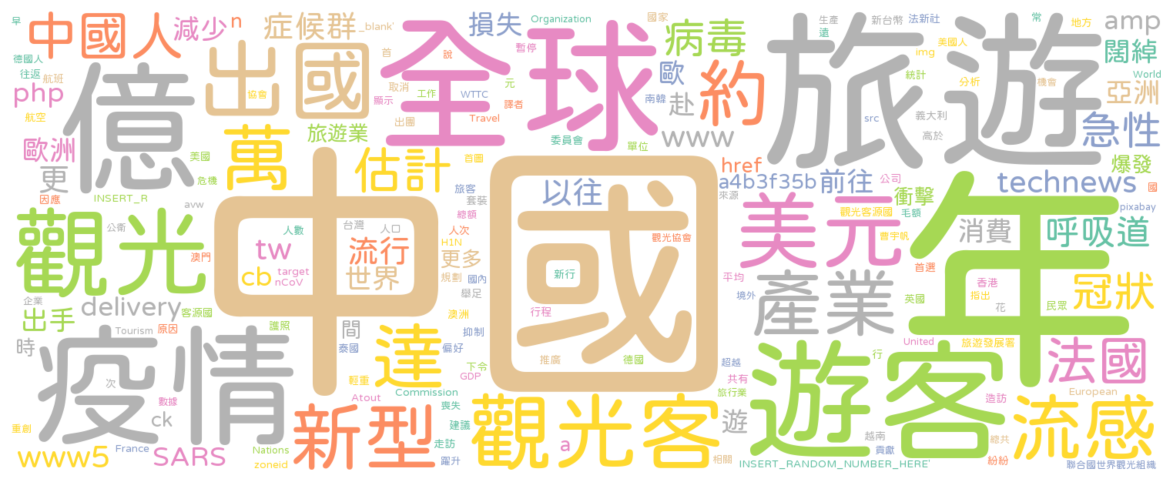 早
中國人
減少
n
症候群
_blank'
損失
Organization
國家
法新社
常
地方
amp
德國人
往返
航班
出國
首
說
暫停
病毒
生產
新台幣
遠
美國人
img
闊綽
php
億
協會
取消
工作
WTTC
元
全球
歐
約
旅遊
統計
分析
機會
World
亞洲
航空
顯示
出團
Travel
譯者
南韓
赴
src
義大利
急性
歐洲
美國
萬
旅遊業
委員會
單位
www
高於
爆發
更
危機
估計
首團
href
因應
INSERT_R
以往
a4b3f35b
前往
公司
technews
國
avw
旅客
套裝
來源
衝擊
pixabay
觀光
公衛
人數
台灣
人口
總額
人次
觀光客源國
毛額
美元
消費
呼吸道
澳門
tw
流行
H1N
觀光協會
曹宇帆
cb
target
nCoV
世界
更多
規劃
國內
新行
平均
首選
香港
指出
冠狀
企業
delivery
舉足
中國
境外
產業
英國
花
民眾
年
出手
Tourism
原因
客源國
護照
間
澳洲
抑制
行程
United
旅遊發展署
時
疫情
泰國
達
偏好
推廣
德國
超越
行
法國
次
輕重
下令
GDP
共有
遊客
造訪
European
數據
Atout
Commission
喪失
旅行業
重創
ck
新型
建議
觀光客
遊
越南
貢獻
總共
流感
www5
France
SARS
Nations
zoneid
走訪
躍升
a
相關
INSERT_RANDOM_NUMBER_HERE'
紛紛
聯合國世界觀光組織